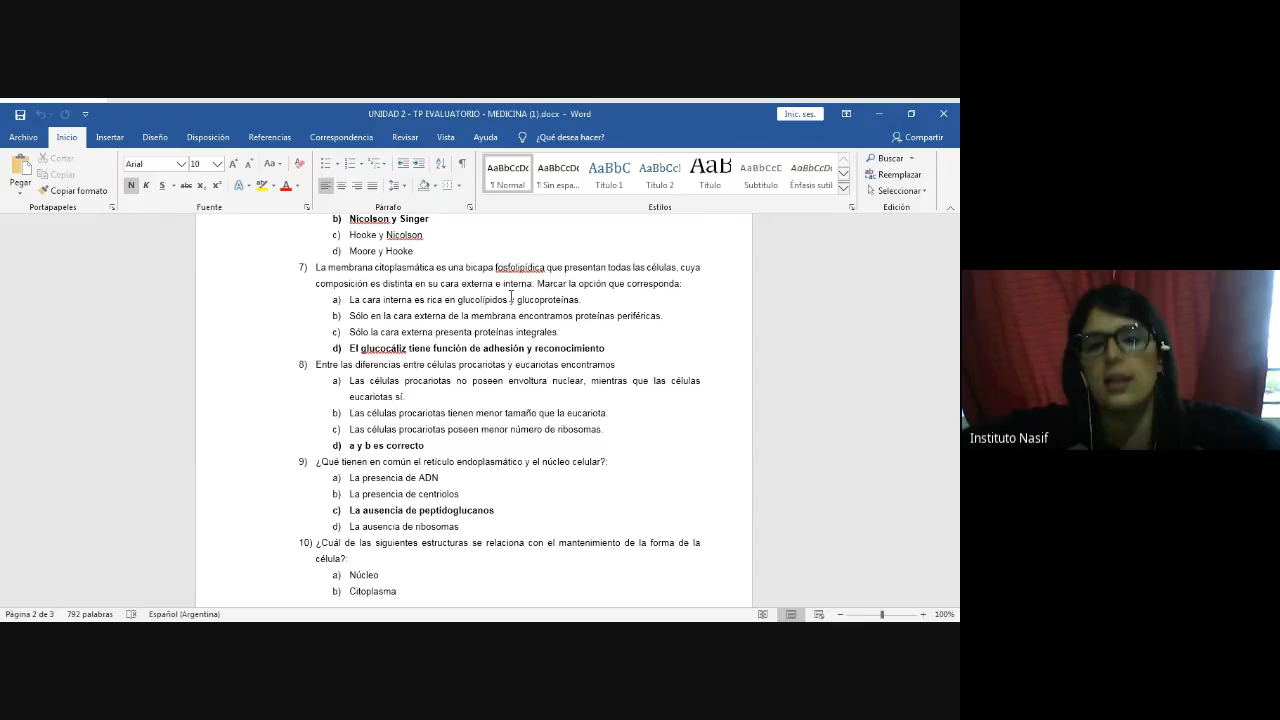 UNIDAD 2 - TP EVALUATORIO - MEDICINA (1).docx - Word
Inic. ses.
Archivo Inicio Insertar Diseño Disposición Referencias Correspondencia Revisar Vista Ayuda ¿Qué desea hacer? Compartir
Pegar
Cortar
Copiar
Copiar formato
Arial 10
N K S abc x₂ x²
AaBbCcDc AaBbCcDc AaBbC AaBbCcI AaB AaBbCcD AaBbCcDc
¶ Normal ¶ Sin espa... Título 1 Título 2 Título Subtítulo Énfasis sutil
Buscar
Reemplazar
Seleccionar
Portapapeles Fuente Párrafo Estilos Edición
b) Nicolson y Singer
c) Hooke y Nicolson
d) Moore y Hooke
7) La membrana citoplasmática es una bicapa fosfolipídica que presentan todas las células, cuya
composición es distinta en su cara externa e interna. Marcar la opción que corresponda:
a) La cara interna es rica en glucolípidos y glucoproteínas.
b) Sólo en la cara externa de la membrana encontramos proteínas periféricas.
c) Sólo la cara externa presenta proteínas integrales.
d) El glucocáliz tiene función de adhesión y reconocimiento
8) Entre las diferencias entre células procariotas y eucariotas encontramos
a) Las células procariotas no poseen envoltura nuclear, mientras que las células
eucariotas sí.
b) Las células procariotas tienen menor tamaño que la eucariota.
c) Las células procariotas poseen menor número de ribosomas.
d) a y b es correcto
9) ¿Qué tienen en común el retículo endoplasmático y el núcleo celular?:
a) La presencia de ADN
b) La presencia de centriolos
c) La ausencia de peptidoglucanos
d) La ausencia de ribosomas
10) ¿Cuál de las siguientes estructuras se relaciona con el mantenimiento de la forma de la
célula?:
a) Núcleo
b) Citoplasma
Página 2 de 3 792 palabras Español (Argentina) 100%
Instituto Nasif